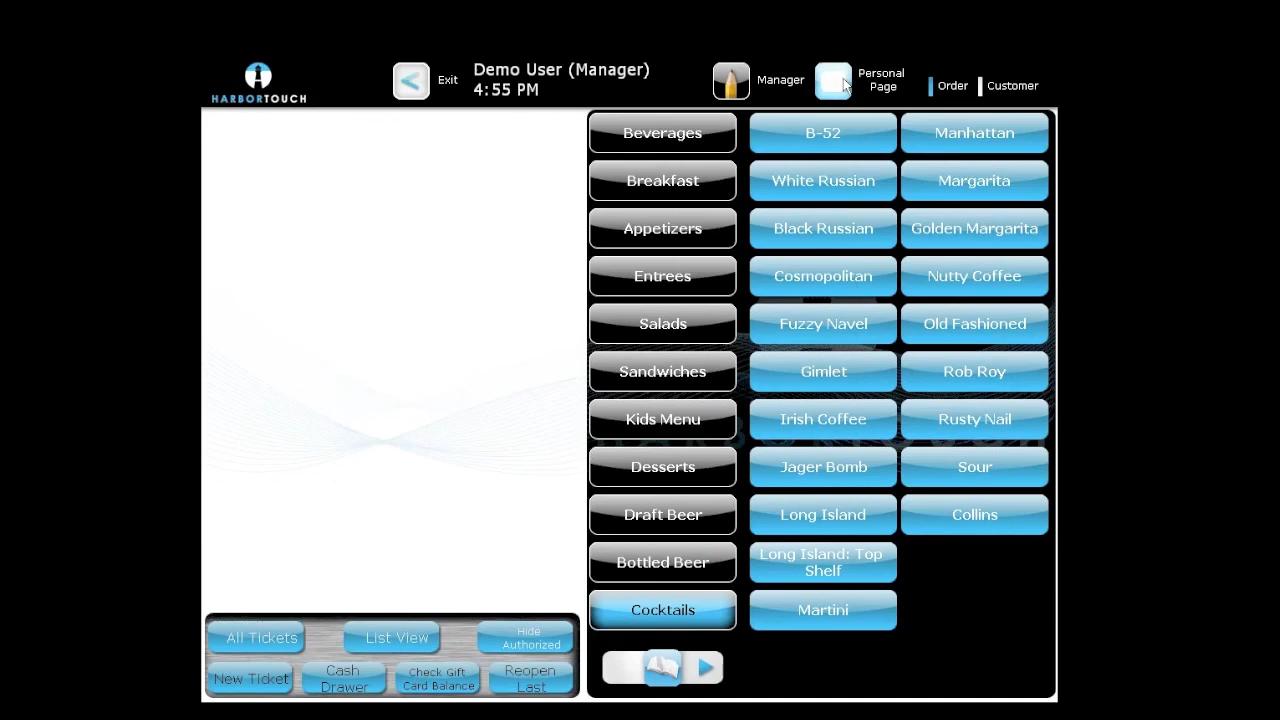 HARBORTOUCH
Exit
Demo User (Manager)
4:55 PM
Manager
Personal
Page
Order
Customer
Beverages
B-52
Manhattan
Breakfast
White Russian
Margarita
Appetizers
Black Russian
Golden Margarita
Entrees
Cosmopolitan
Nutty Coffee
Salads
Fuzzy Navel
Old Fashioned
Sandwiches
Gimlet
Rob Roy
Kids Menu
Irish Coffee
Rusty Nail
Desserts
Jager Bomb
Sour
Draft Beer
Long Island
Collins
Bottled Beer
Long Island: Top
Shelf
Cocktails
Martini
All Tickets
List View
Hide
Authorized
New Ticket
Cash
Drawer
Check Gift
Card Balance
Reopen
Last